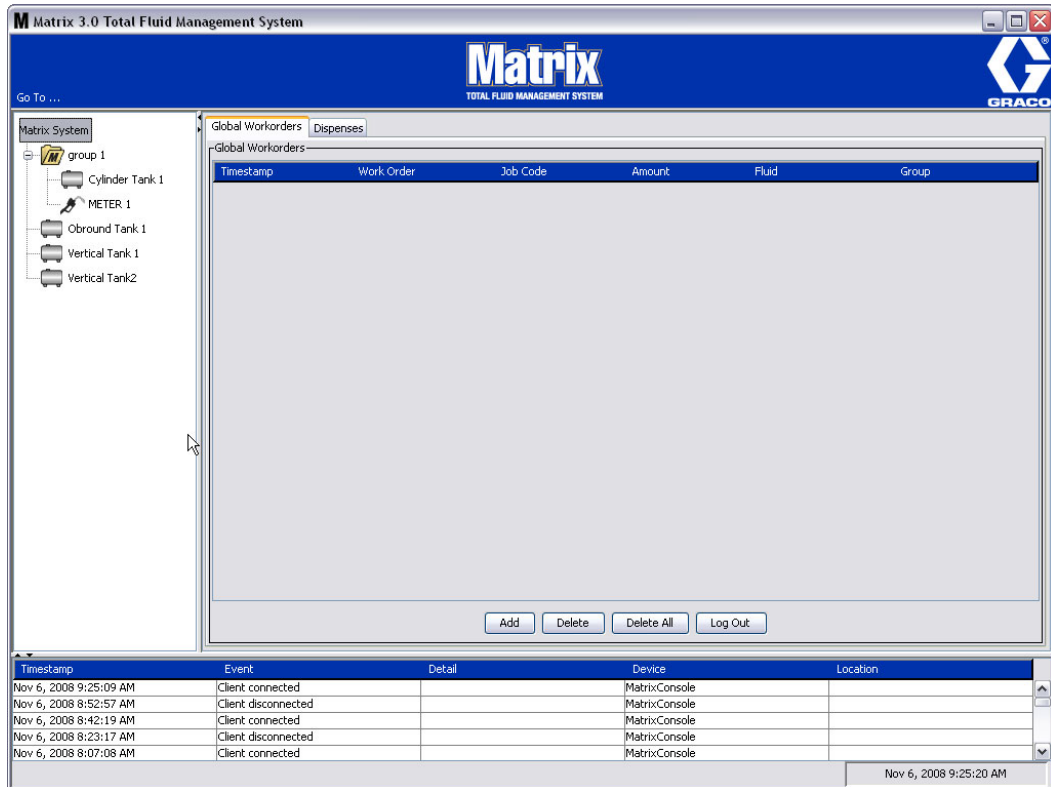 M Matrix 3.0 Total Fluid Management System
Matrix
TOTAL FLUID MANAGEMENT SYSTEM
GRACO
®
Go To ...
Matrix System
group 1
Cylinder Tank 1
METER 1
Obround Tank 1
Vertical Tank 1
Vertical Tank2
Global Workorders Dispenses
Global Workorders
Timestamp Work Order Job Code Amount Fluid Group
Add Delete Delete All Log Out
Timestamp Event Detail Device Location
Nov 6, 2008 9:25:09 AM Client connected MatrixConsole
Nov 6, 2008 8:52:57 AM Client disconnected MatrixConsole
Nov 6, 2008 8:42:19 AM Client connected MatrixConsole
Nov 6, 2008 8:23:17 AM Client disconnected MatrixConsole
Nov 6, 2008 8:07:08 AM Client connected MatrixConsole
Nov 6, 2008 9:25:20 AM